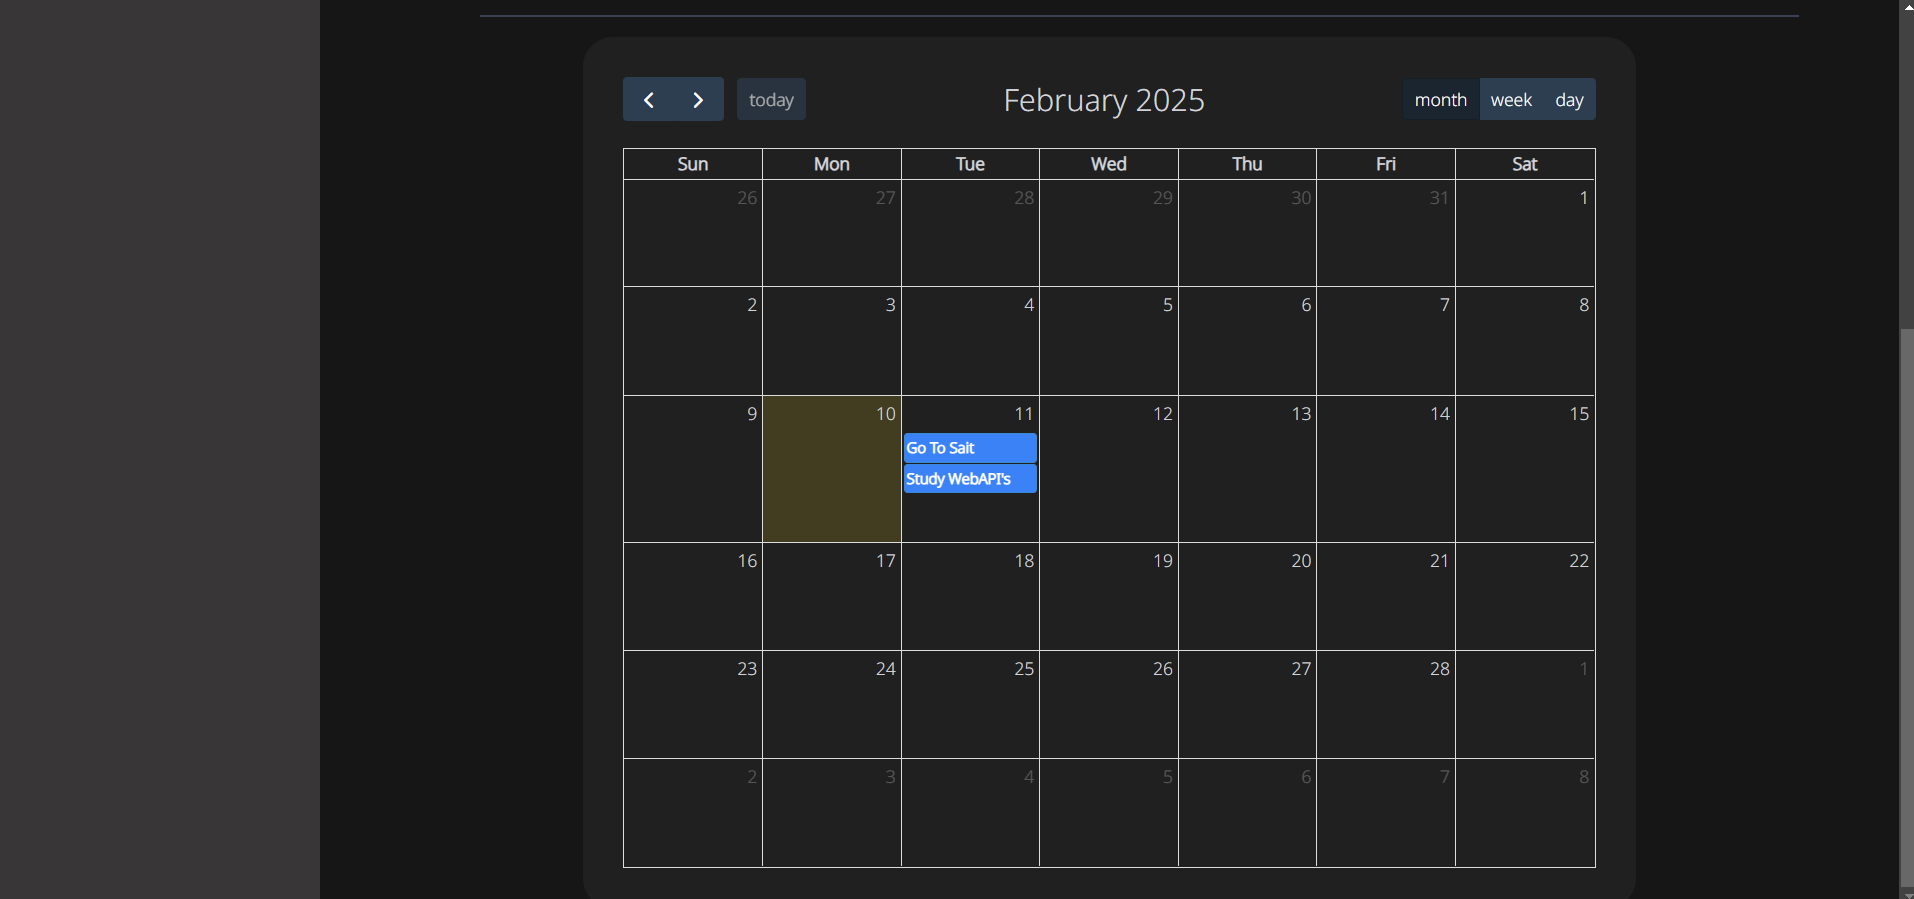 today
February 2025
month week day
Sun Mon Tue Wed Thu Fri Sat
26 27 28 29 30 31 1
2 3 4 5 6 7 8
9 10 11 12 13 14 15
Go To Sait
Study WebAPI's
16 17 18 19 20 21 22
23 24 25 26 27 28 1
2 3 4 5 6 7 8